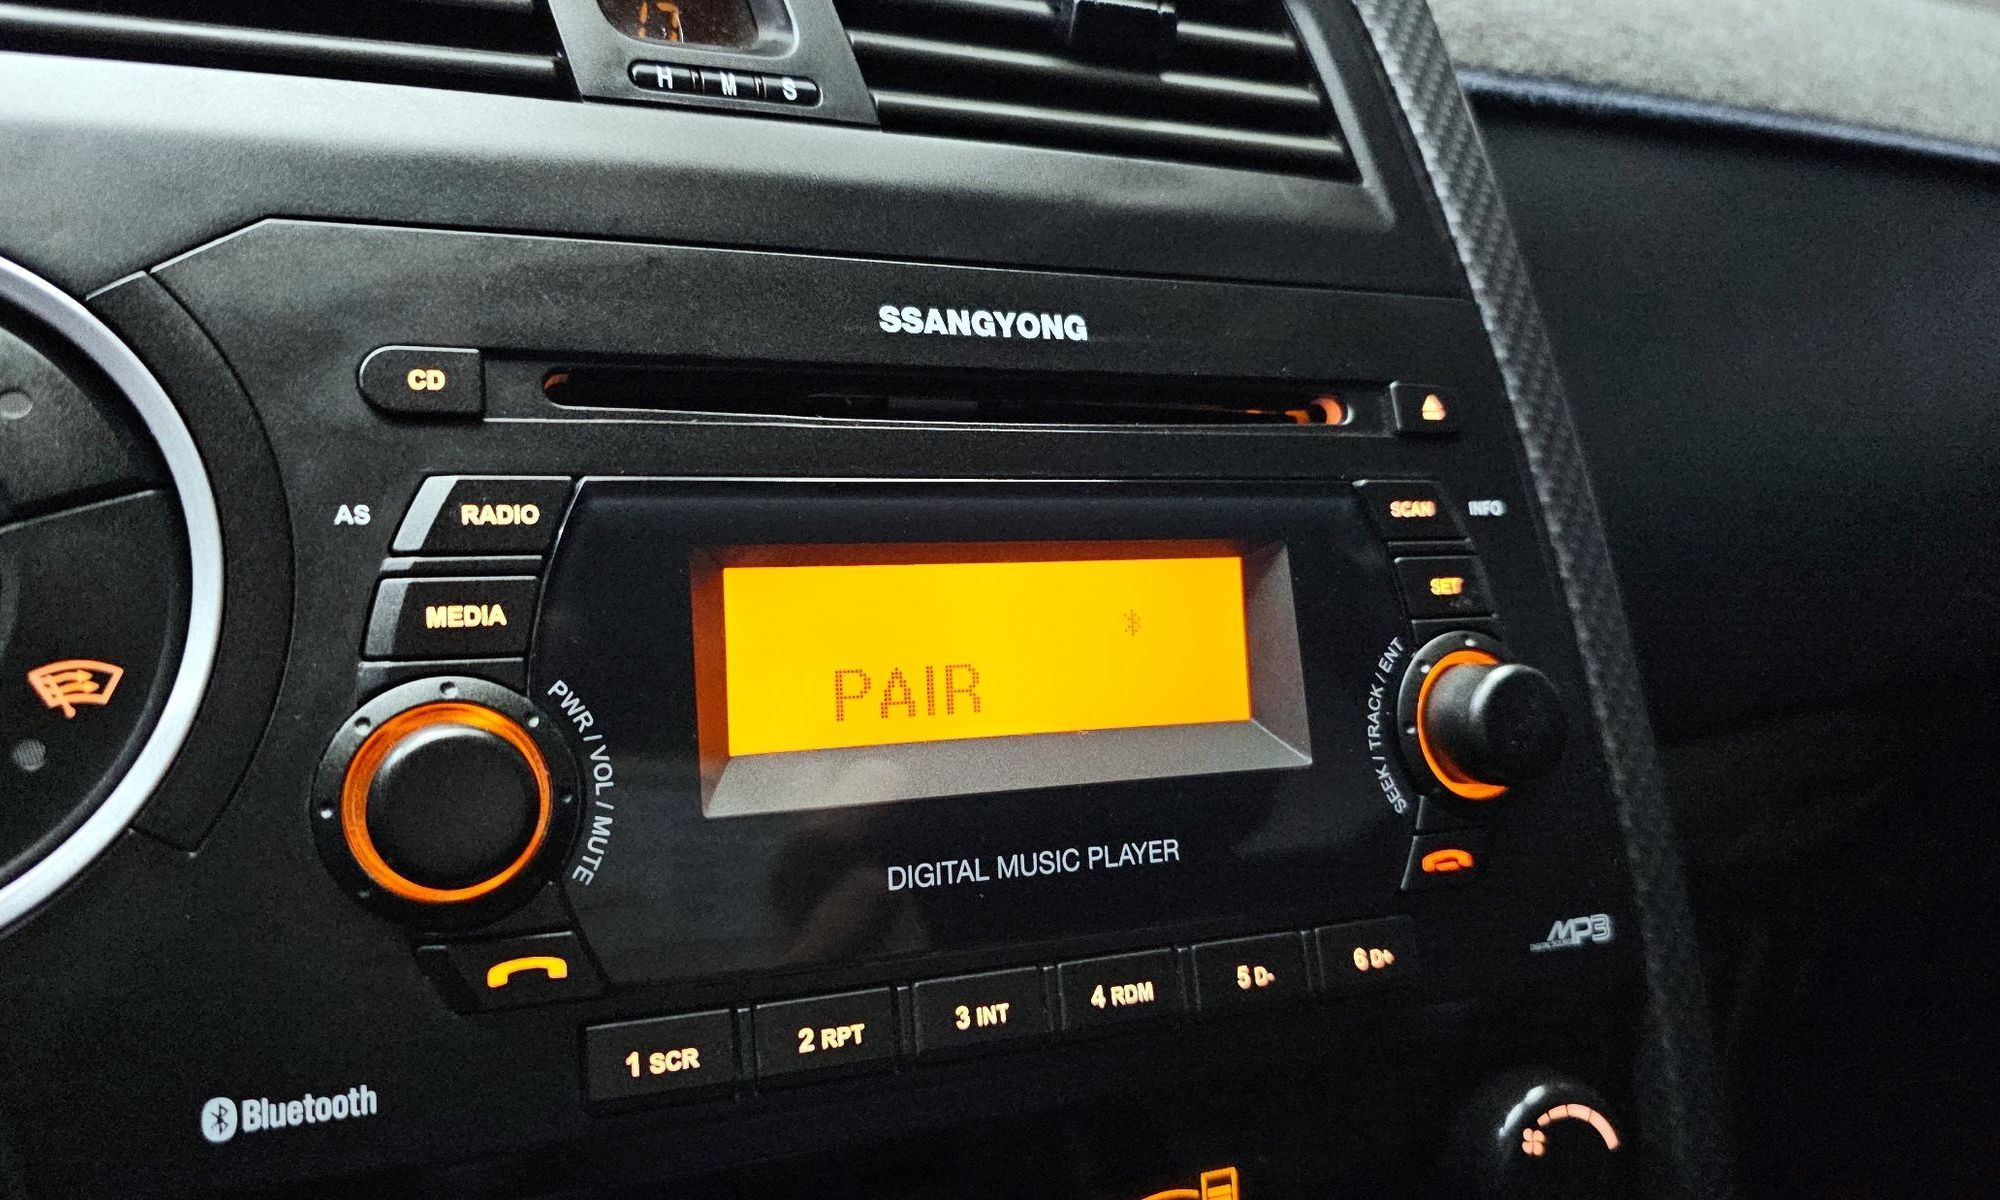 17
H M S
SSANGYONG
CD
AS
RADIO
SCAN
INFO
MEDIA
SET
PAIR
PWR / VOL / MUTE
SEEK / TRACK / ENT
DIGITAL MUSIC PLAYER
MP3
1 SCR
2 RPT
3 INT
4 RDM
5 D-
6 D+
Bluetooth